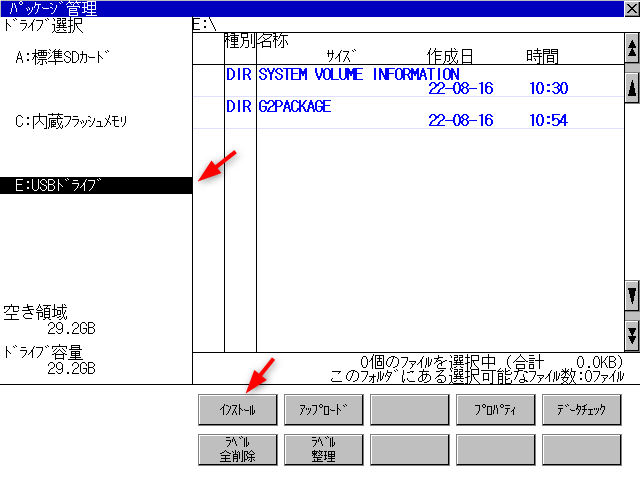 パッケージ管理
ドライブ選択
E:\
種別 名称
サイズ 作成日 時間
A:標準SDカード
DIR SYSTEM VOLUME INFORMATION
22-08-16 10:30
DIR G2PACKAGE
C:内蔵フラッシュメモリ
22-08-16 10:54
E:USBドライブ
空き領域
29.2GB
ドライブ容量
29.2GB
0個のファイルを選択中(合計 0.0KB)
このフォルダにある選択可能なファイル数:0ファイル
インストール アップロード プロパティ データチェック
ラベル
全削除
ラベル
整理